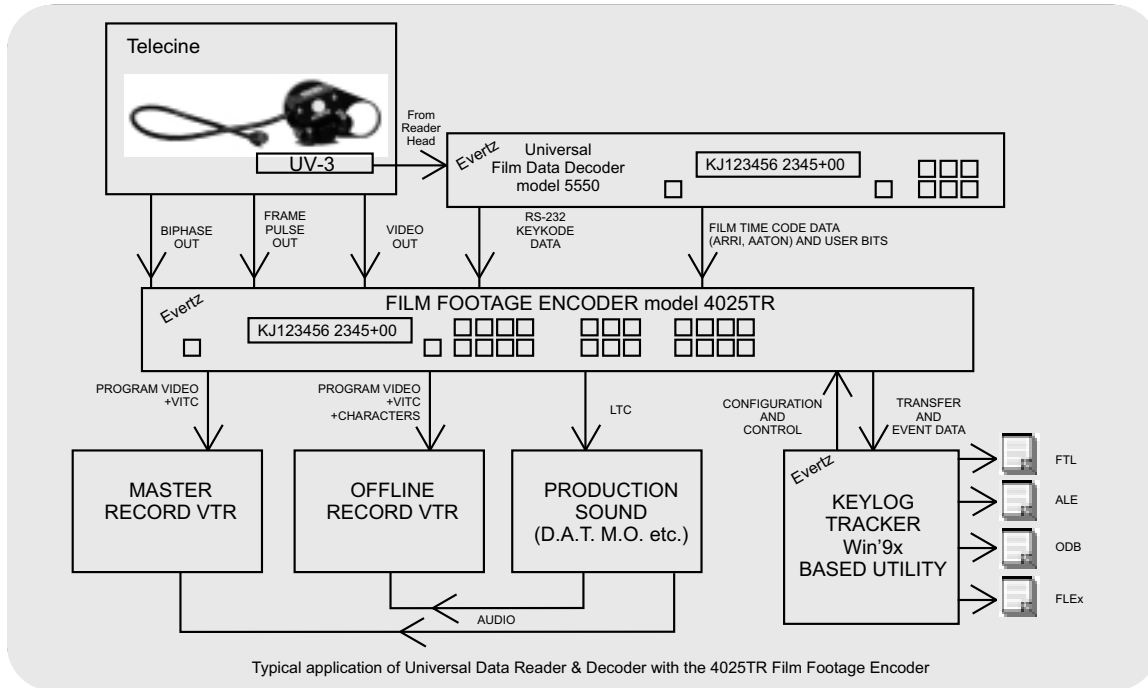 Telecine
UV-3
From
Reader
Head
Evertz
Universal
Film Data Decoder
model 5550
KJ123456 2345+00
BIPHASE
OUT
FRAME
PULSE
OUT
VIDEO
OUT
RS-232
KEYKODE
DATA
FILM TIME CODE DATA
(ARRI, AATON) AND USER BITS
Evertz
FILM FOOTAGE ENCODER model 4025TR
KJ123456 2345+00
PROGRAM VIDEO
+VITC
PROGRAM VIDEO
+VITC
+CHARACTERS
LTC
CONFIGURATION
AND
CONTROL
TRANSFER
AND
EVENT DATA
MASTER
RECORD VTR
OFFLINE
RECORD VTR
PRODUCTION
SOUND
(D.A.T. M.O. etc.)
Evertz
KEYLOG
TRACKER
Win'9x
BASED UTILITY
FTL
ALE
ODB
FLEx
AUDIO
Typical application of Universal Data Reader & Decoder with the 4025TR Film Footage Encoder